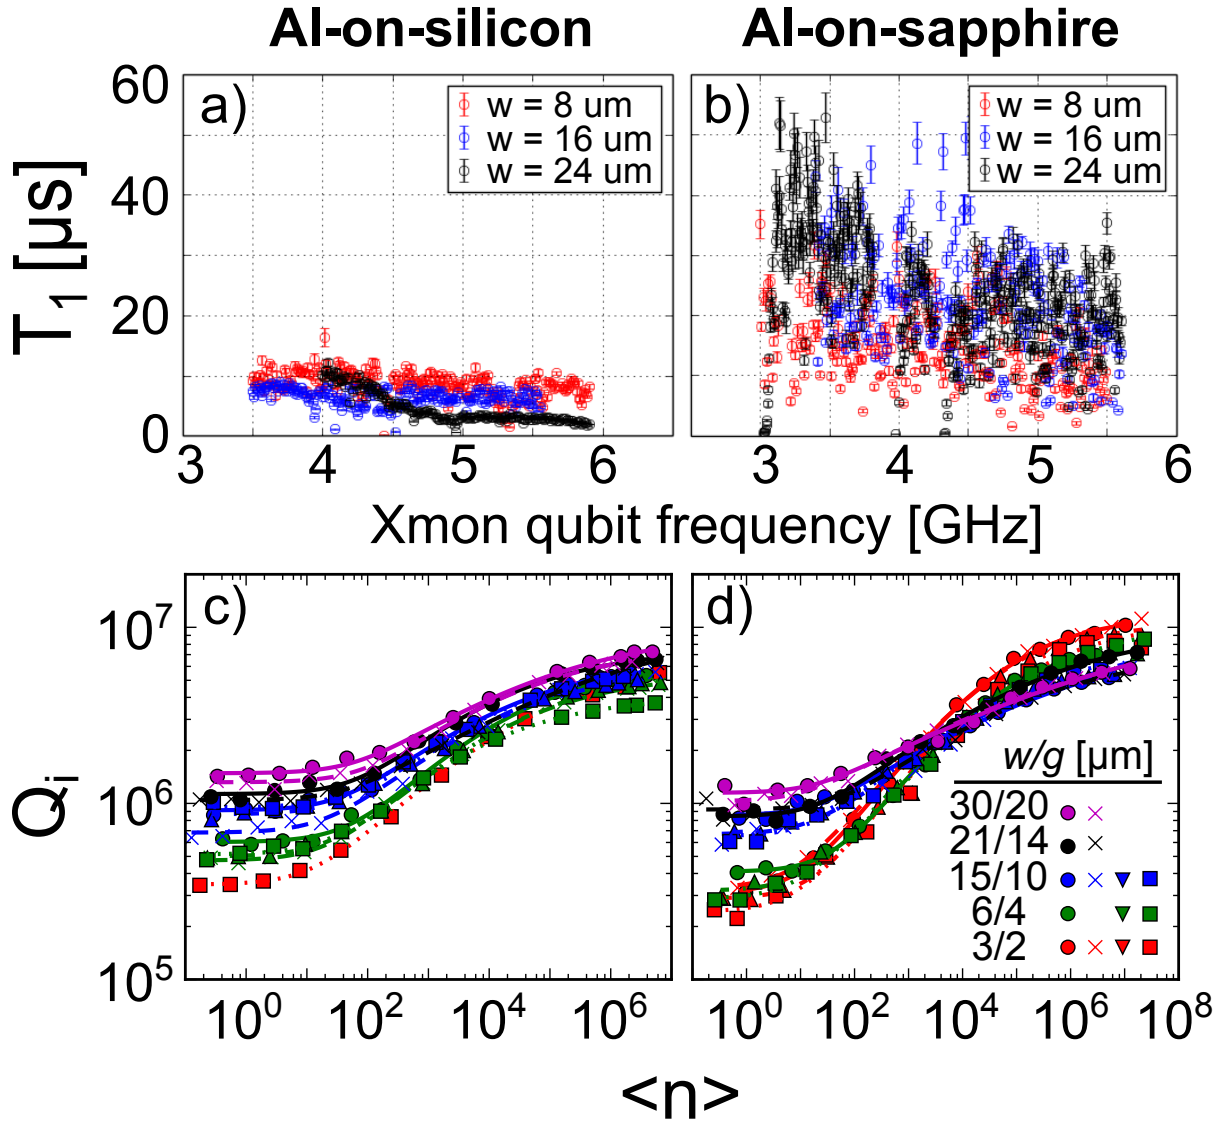 Al-on-silicon
Al-on-sapphire
T1 [μs]
60
40
20
0
a)
w = 8 um
w = 16 um
w = 24 um
b)
w = 8 um
w = 16 um
w = 24 um
3 4 5 6
3 4 5 6
Xmon qubit frequency [GHz]
Qi
10^7
10^6
10^5
c)
d)
w/g [μm]
30/20
21/14
15/10
6/4
3/2
10^0 10^2 10^4 10^6
10^0 10^2 10^4 10^6 10^8
<n>